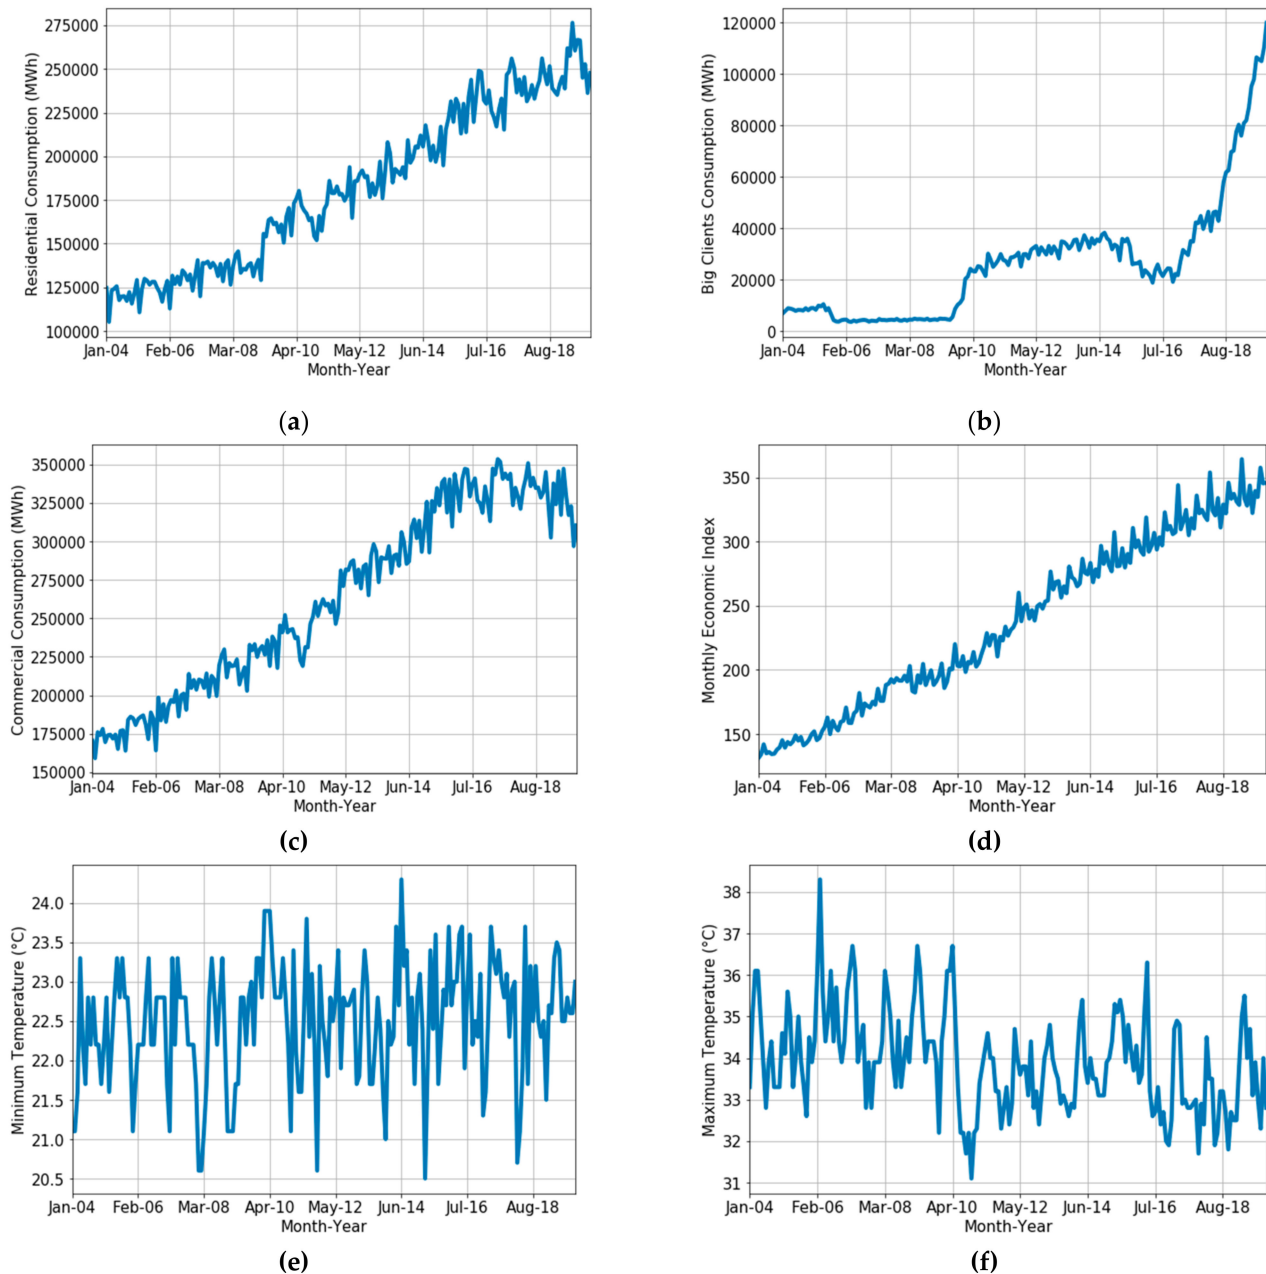 275000
250000
225000
200000
175000
150000
125000
100000
Residential Consumption (MWh)
Jan-04 Feb-06 Mar-08 Apr-10 May-12 Jun-14 Jul-16 Aug-18
Month-Year
(a)
120000
100000
80000
60000
40000
20000
0
Big Clients Consumption (MWh)
Jan-04 Feb-06 Mar-08 Apr-10 May-12 Jun-14 Jul-16 Aug-18
Month-Year
(b)
350000
325000
300000
275000
250000
225000
200000
175000
150000
Commercial Consumption (MWh)
Jan-04 Feb-06 Mar-08 Apr-10 May-12 Jun-14 Jul-16 Aug-18
Month-Year
(c)
350
300
250
200
150
Monthly Economic Index
Jan-04 Feb-06 Mar-08 Apr-10 May-12 Jun-14 Jul-16 Aug-18
Month-Year
(d)
24.0
23.5
23.0
22.5
22.0
21.5
21.0
20.5
Minimum Temperature (°C)
Jan-04 Feb-06 Mar-08 Apr-10 May-12 Jun-14 Jul-16 Aug-18
Month-Year
(e)
38
37
36
35
34
33
32
31
Maximum Temperature (°C)
Jan-04 Feb-06 Mar-08 Apr-10 May-12 Jun-14 Jul-16 Aug-18
Month-Year
(f)